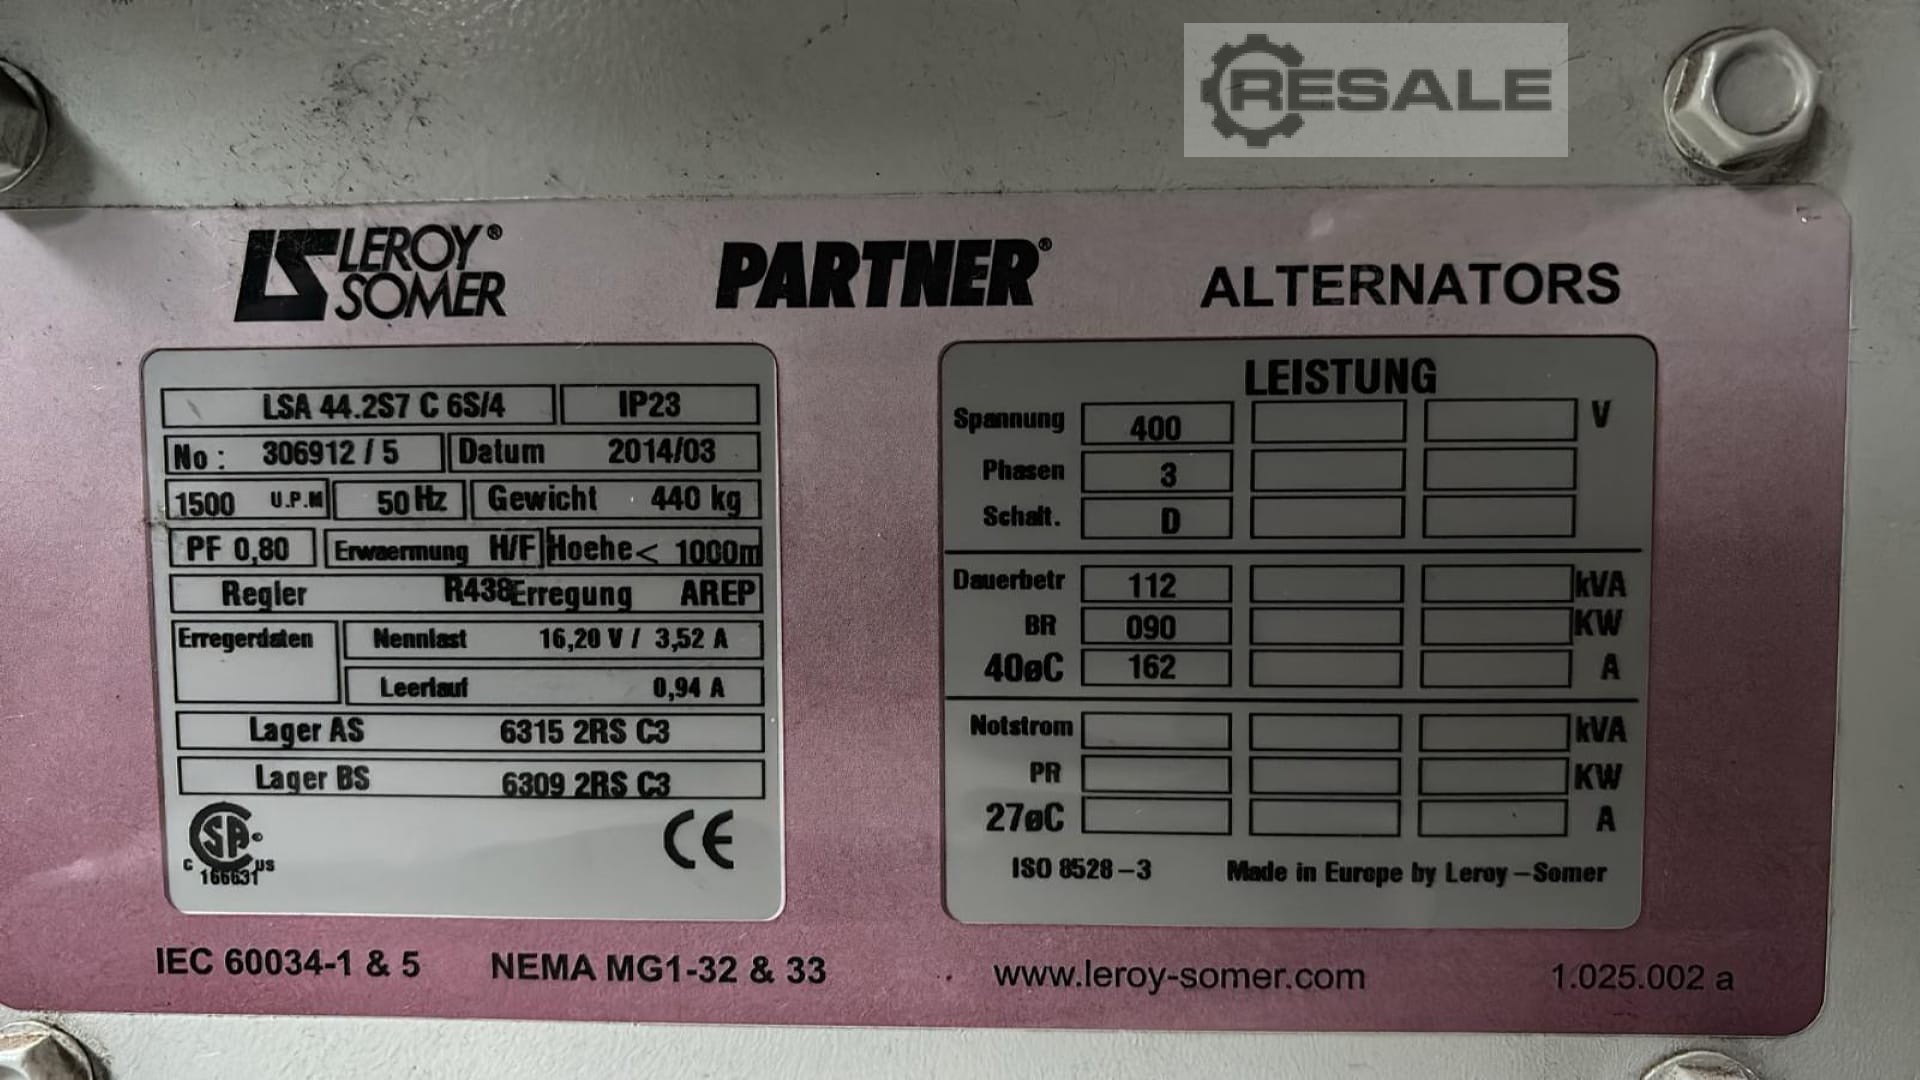 RESALE
LEROY® SOMER
PARTNER®
ALTERNATORS
LSA 44.2S7 C 6S/4 IP23
No : 306912 / 5 Datum 2014/03
1500 U.P.M 50 Hz Gewicht 440 kg
PF 0,80 Erwaermung H/F Hoehe < 1000m
Regler R438 Erregung AREP
Erregerdaten Nennlast 16,20 V / 3,52 A
Leerlauf 0,94 A
Lager AS 6315 2RS C3
Lager BS 6309 2RS C3
CSA
C US
166631
CE
LEISTUNG
Spannung 400 V
Phasen 3
Schalt. D
Dauerbetr 112 kVA
BR 090 KW
40øC 162 A
Notstrom kVA
PR KW
27øC A
ISO 8528-3 Made in Europe by Leroy-Somer
IEC 60034-1 & 5 NEMA MG1-32 & 33 www.leroy-somer.com 1.025.002 a